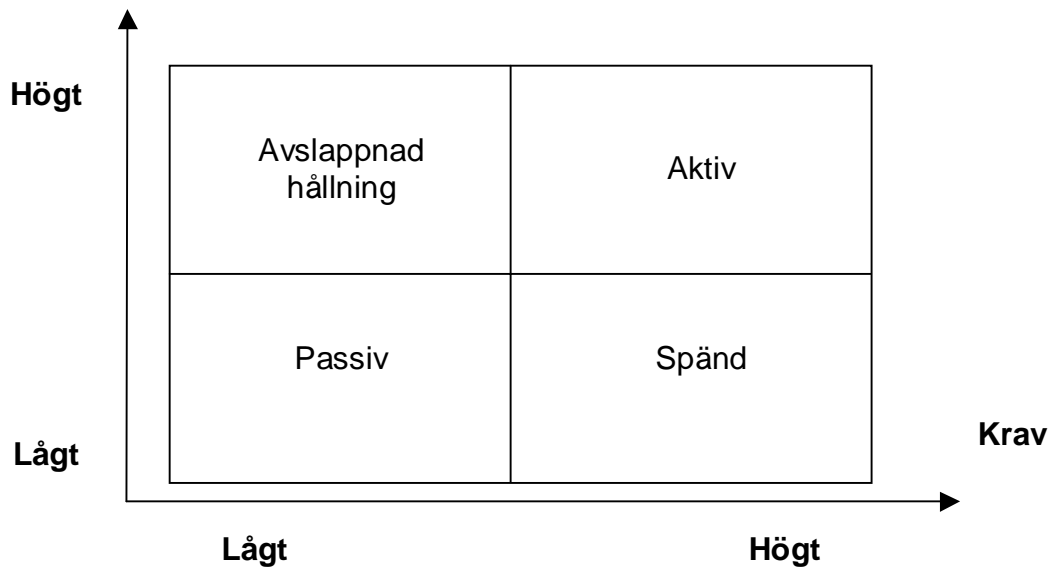 Högt
Avslappnad
hållning
Aktiv
Passiv
Spänd
Lågt
Krav
Lågt
Högt